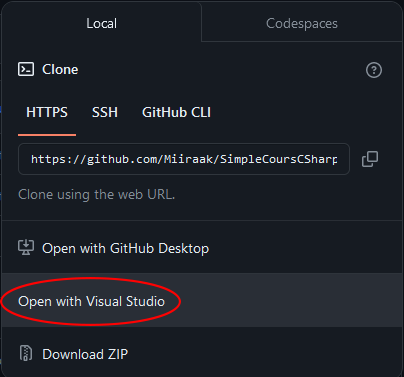 Local
Codespaces
Clone
HTTPS
SSH
GitHub CLI
https://github.com/Miiraak/SimpleCoursCSharp
Clone using the web URL.
Open with GitHub Desktop
Open with Visual Studio
Download ZIP